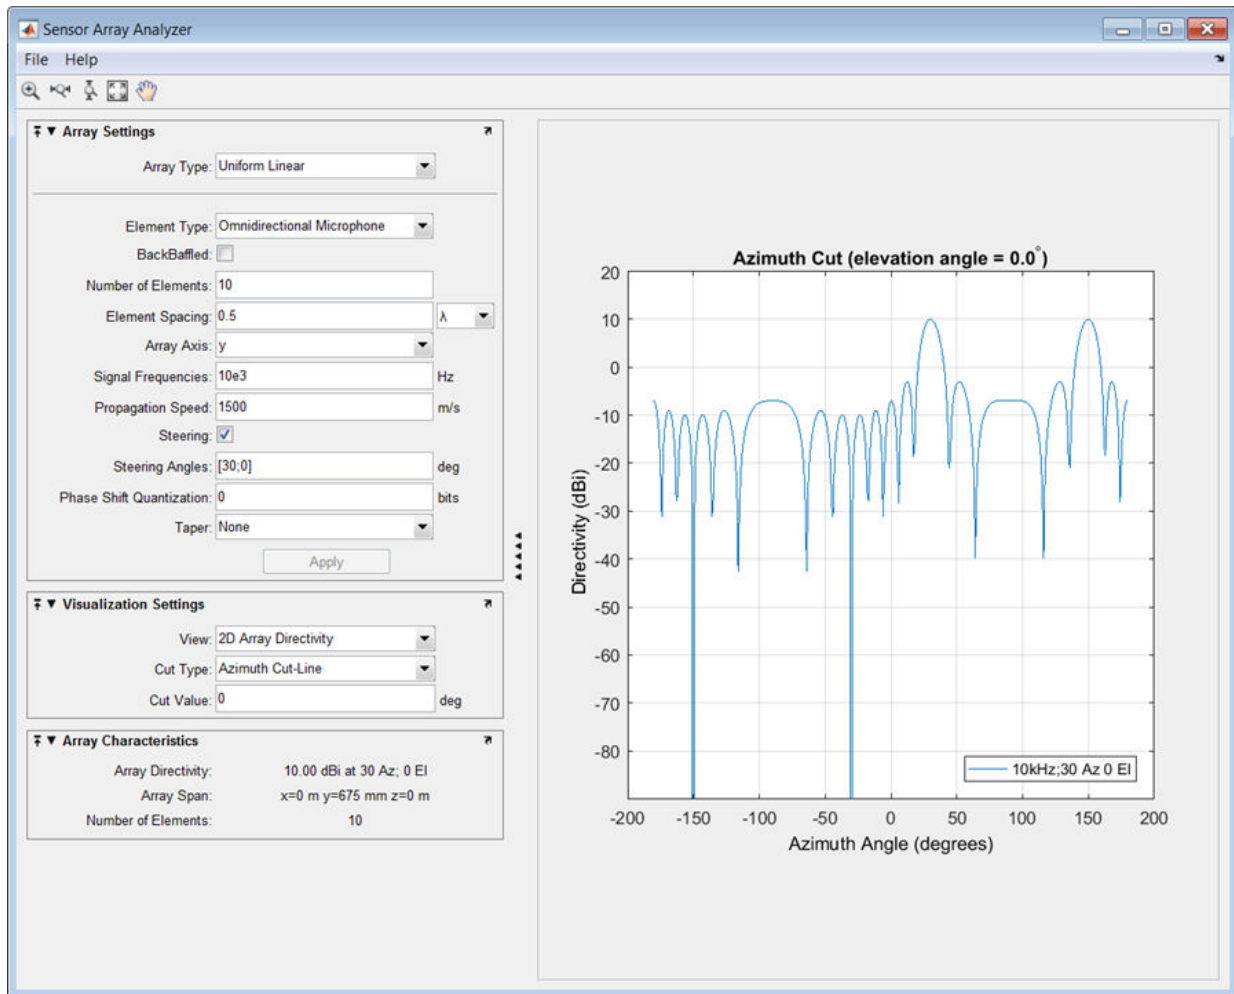 Sensor Array Analyzer
File Help
Array Settings
Array Type: Uniform Linear
Element Type: Omnidirectional Microphone
BackBaffled:
Number of Elements: 10
Element Spacing: 0.5 λ
Array Axis: y
Signal Frequencies: 10e3 Hz
Propagation Speed: 1500 m/s
Steering:
Steering Angles: [30;0] deg
Phase Shift Quantization: 0 bits
Taper: None
Apply
Visualization Settings
View: 2D Array Directivity
Cut Type: Azimuth Cut-Line
Cut Value: 0 deg
Array Characteristics
Array Directivity: 10.00 dBi at 30 Az; 0 El
Array Span: x=0 m y=675 mm z=0 m
Number of Elements: 10
Azimuth Cut (elevation angle = 0.0°)
Directivity (dBi)
20
10
0
-10
-20
-30
-40
-50
-60
-70
-80
10kHz;30 Az 0 El
-200 -150 -100 -50 0 50 100 150 200
Azimuth Angle (degrees)